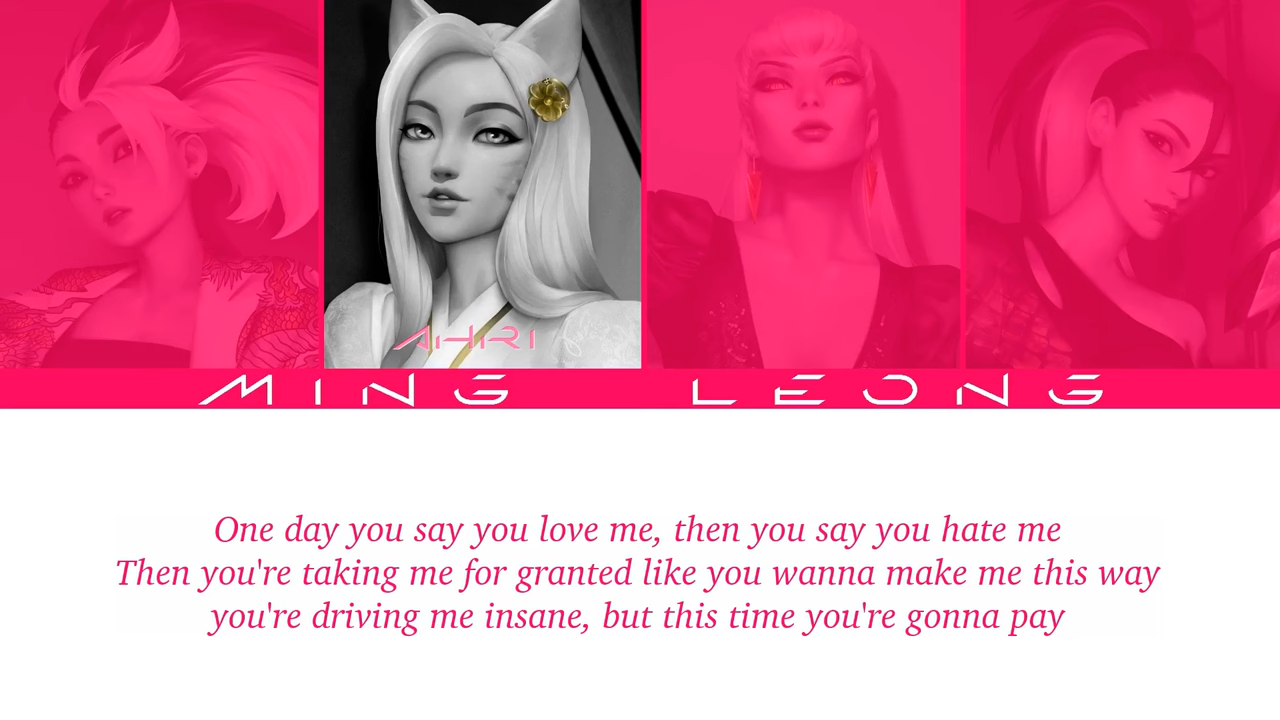 AHRI
MING LEONG
One day you say you love me, then you say you hate me
Then you're taking me for granted like you wanna make me this way
you're driving me insane, but this time you're gonna pay